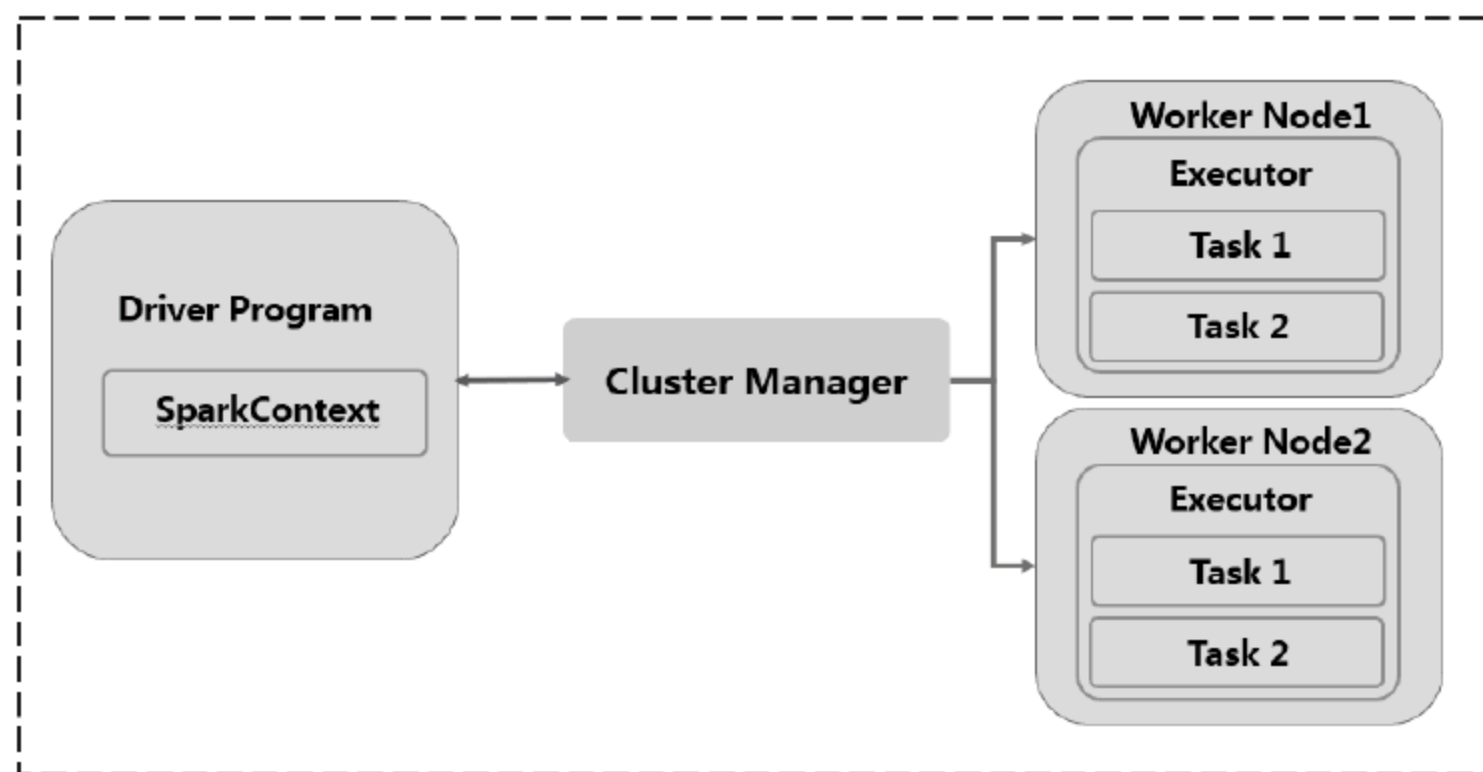 Driver Program
SparkContext
Cluster Manager
Worker Node1
Executor
Task 1
Task 2
Worker Node2
Executor
Task 1
Task 2